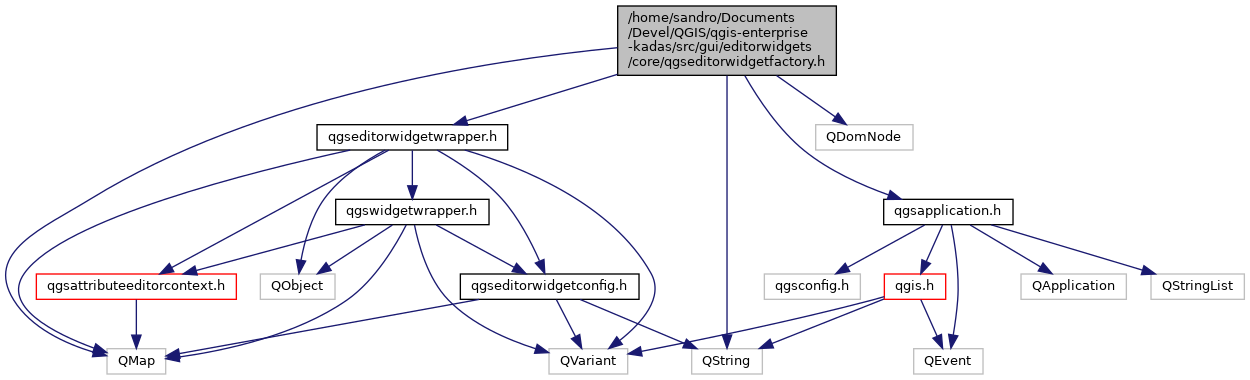 /home/sandro/Documents
/Devel/QGIS/qgis-enterprise
-kadas/src/gui/editorwidgets
/core/qgseditorwidgetfactory.h
qgseditorwidgetwrapper.h
QDomNode
qgswidgetwrapper.h
qgsapplication.h
qgsattributeeditorcontext.h
QObject
qgseditorwidgetconfig.h
qgsconfig.h
qgis.h
QApplication
QStringList
QMap
QVariant
QString
QEvent